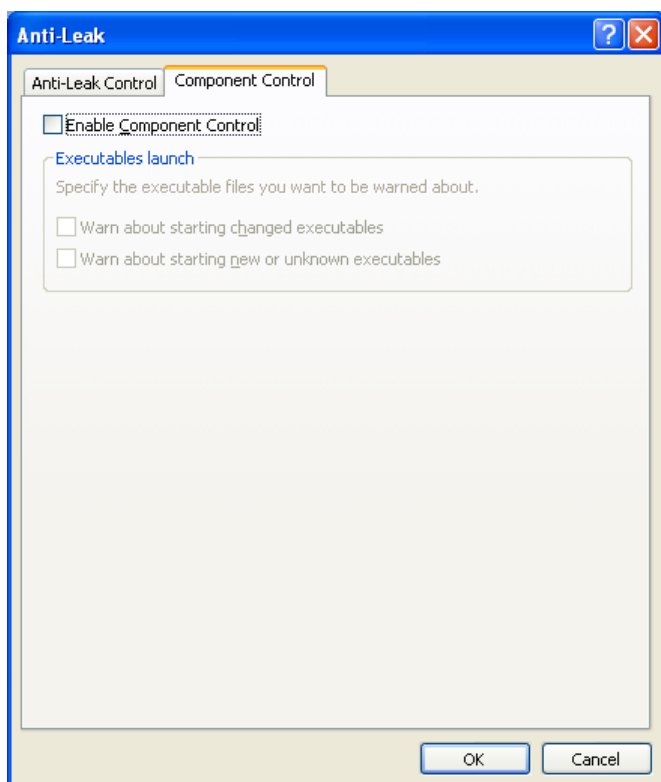 Anti-Leak
Anti-Leak Control
Component Control
Enable Component Control
Executables launch
Specify the executable files you want to be warned about.
Warn about starting changed executables
Warn about starting new or unknown executables
OK
Cancel